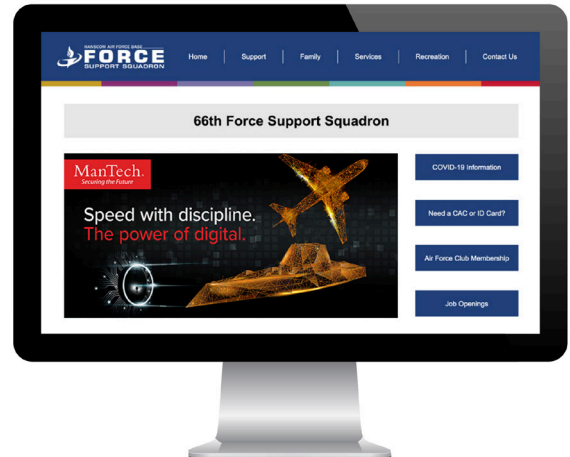 HANSCOM AIR FORCE BASE
FORCE
SUPPORT SQUADRON
Home
Support
Family
Services
Recreation
Contact Us
66th Force Support Squadron
ManTech.
Securing the Future
Speed with discipline.
The power of digital.
COVID-19 Information
Need a CAC or ID Card?
Air Force Club Membership
Job Openings